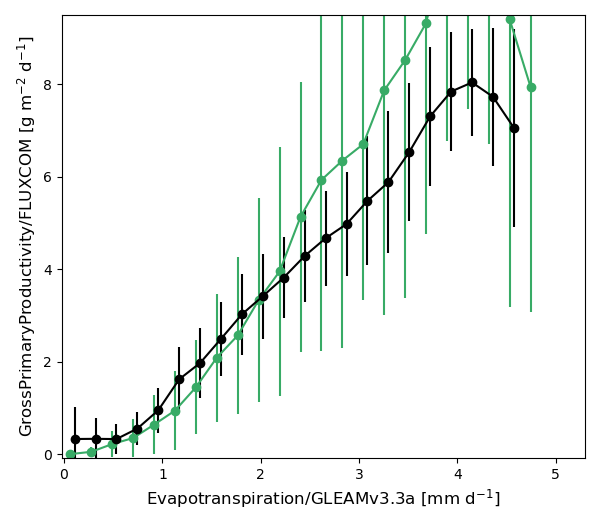 GrossPrimaryProductivity/FLUXCOM [g m⁻² d⁻¹]
8
6
4
2
0
0 1 2 3 4 5
Evapotranspiration/GLEAMv3.3a [mm d⁻¹]